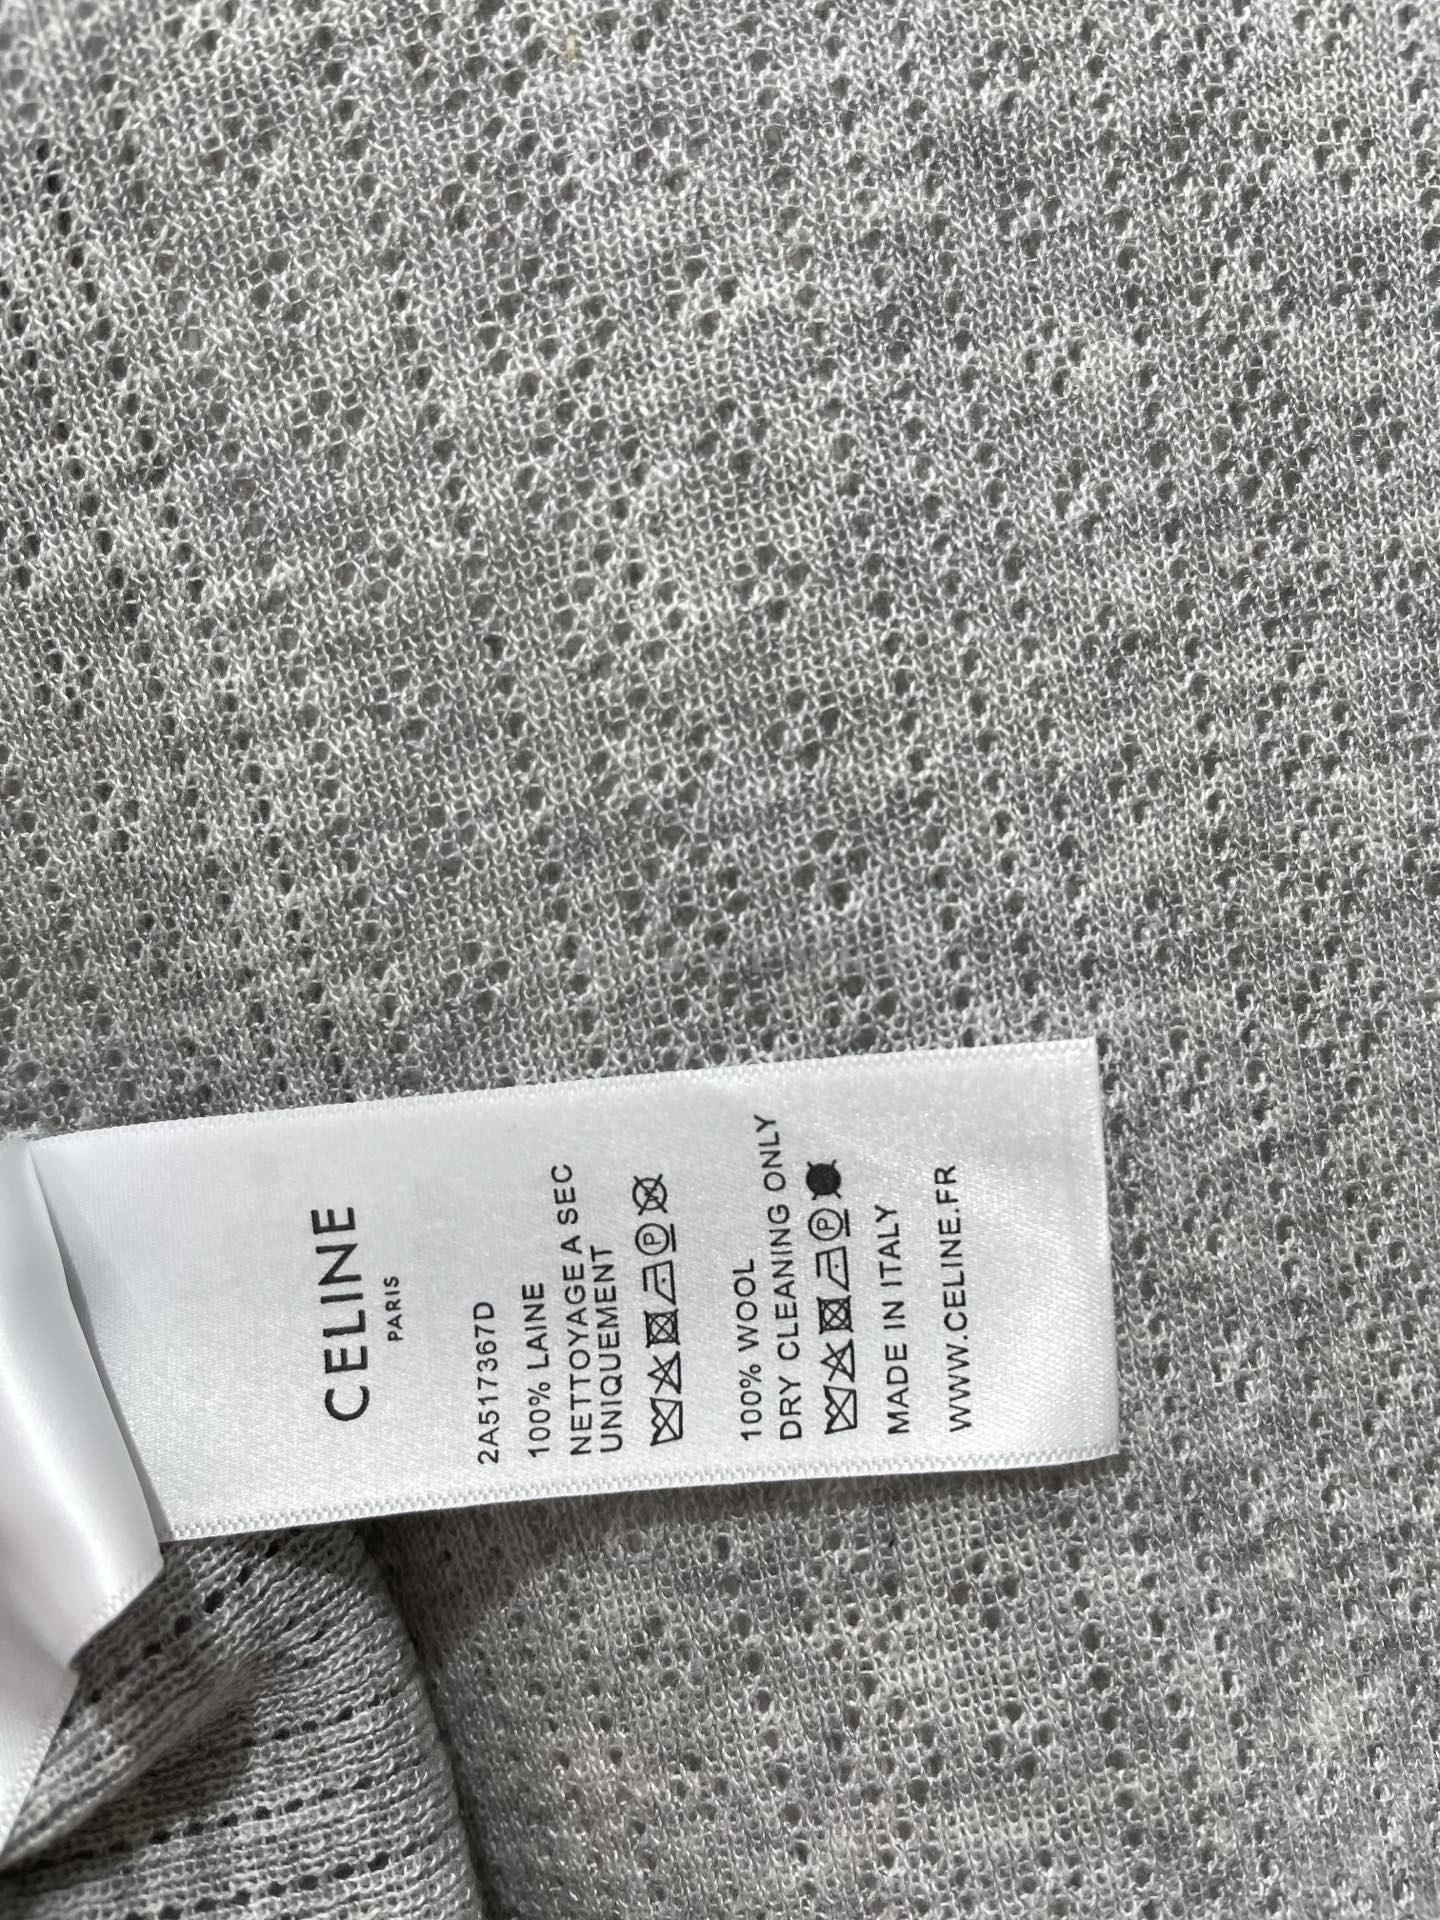 CELINE
PARIS
2A517367D
100% LAINE
NETTOYAGE A SEC
UNIQUEMENT
P
100% WOOL
DRY CLEANING ONLY
P
MADE IN ITALY
WWW.CELINE.FR